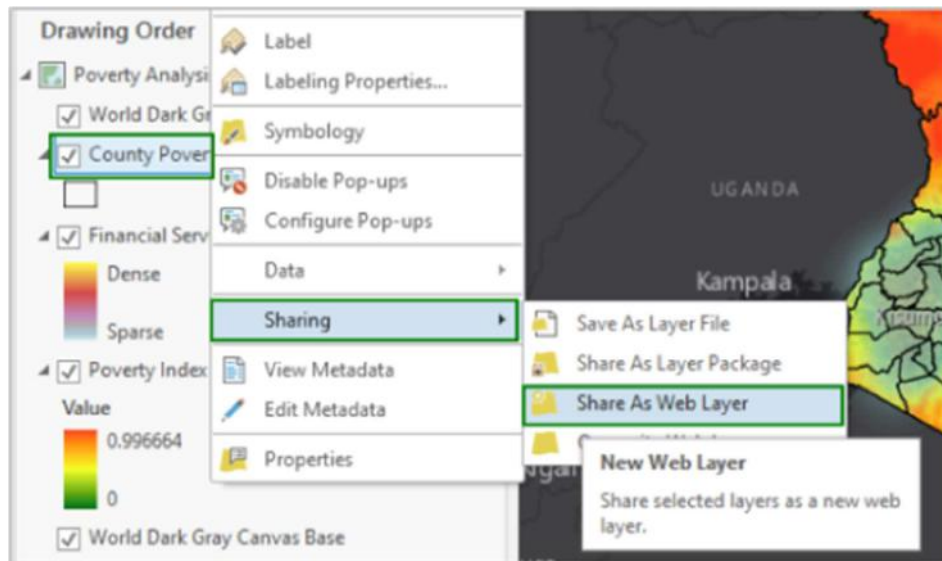 Drawing Order
Poverty Analysi
World Dark Gr
County Pover
Financial Serv
Dense
Sparse
Poverty Index
Value
0.996664
0
World Dark Gray Canvas Base
Label
Labeling Properties...
Symbology
Disable Pop-ups
Configure Pop-ups
Data
Sharing
View Metadata
Edit Metadata
Properties
Save As Layer File
Share As Layer Package
Share As Web Layer
New Web Layer
Share selected layers as a new web
layer.
UGANDA
Kampala